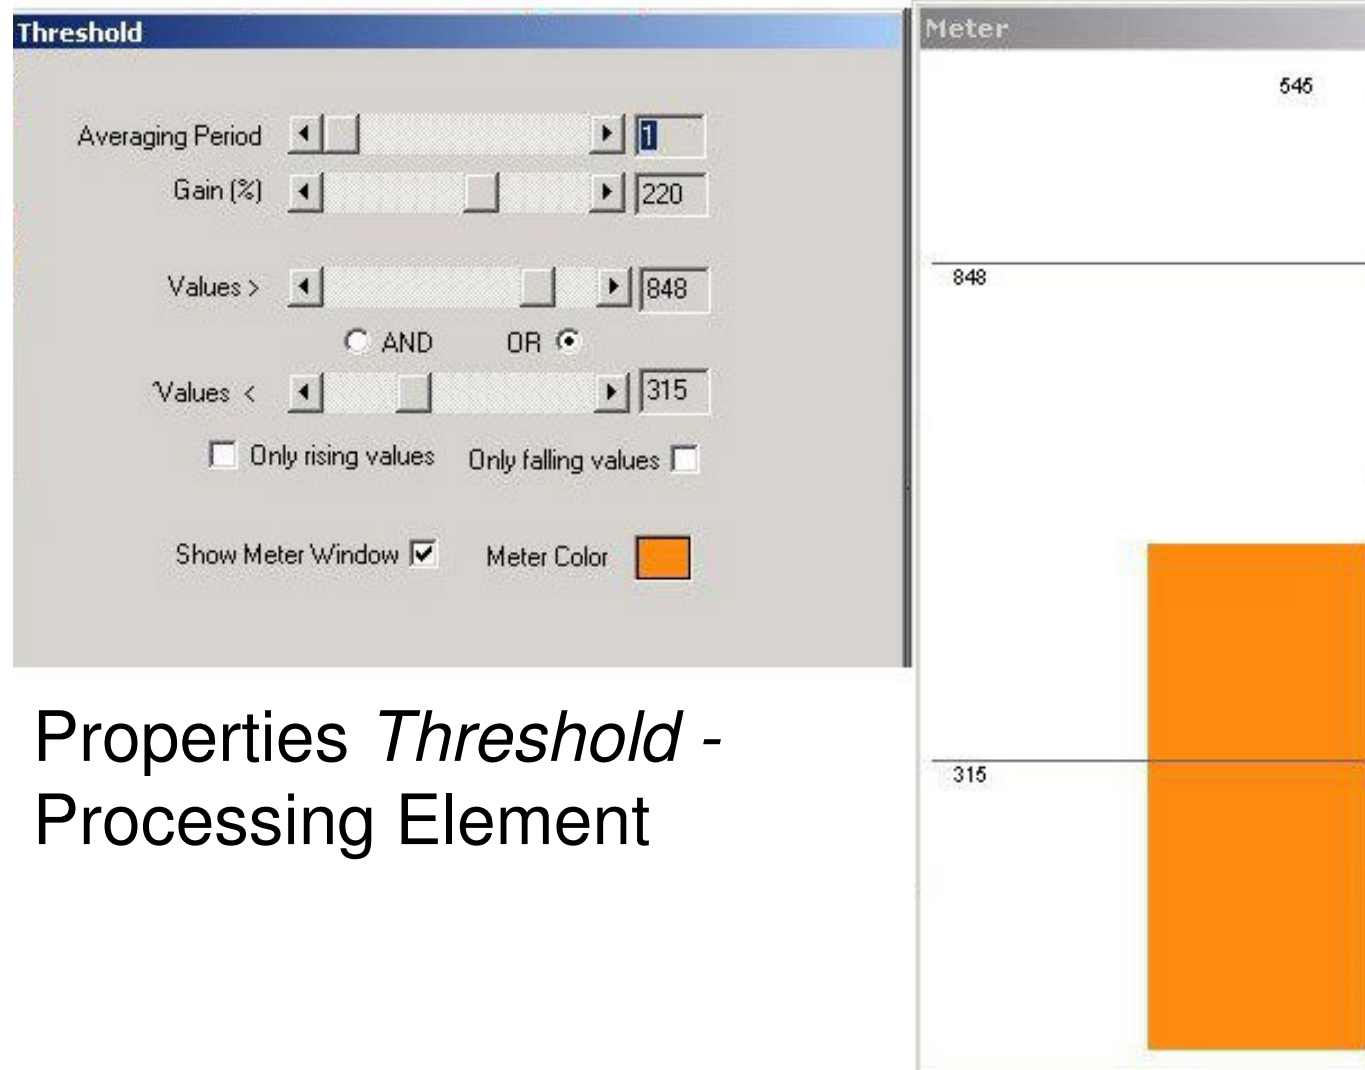 Threshold
Averaging Period 1
Gain (%) 220
Values > 848
AND OR
Values < 315
Only rising values Only falling values
Show Meter Window Meter Color
Properties Threshold -
Processing Element
Meter
545
848
315